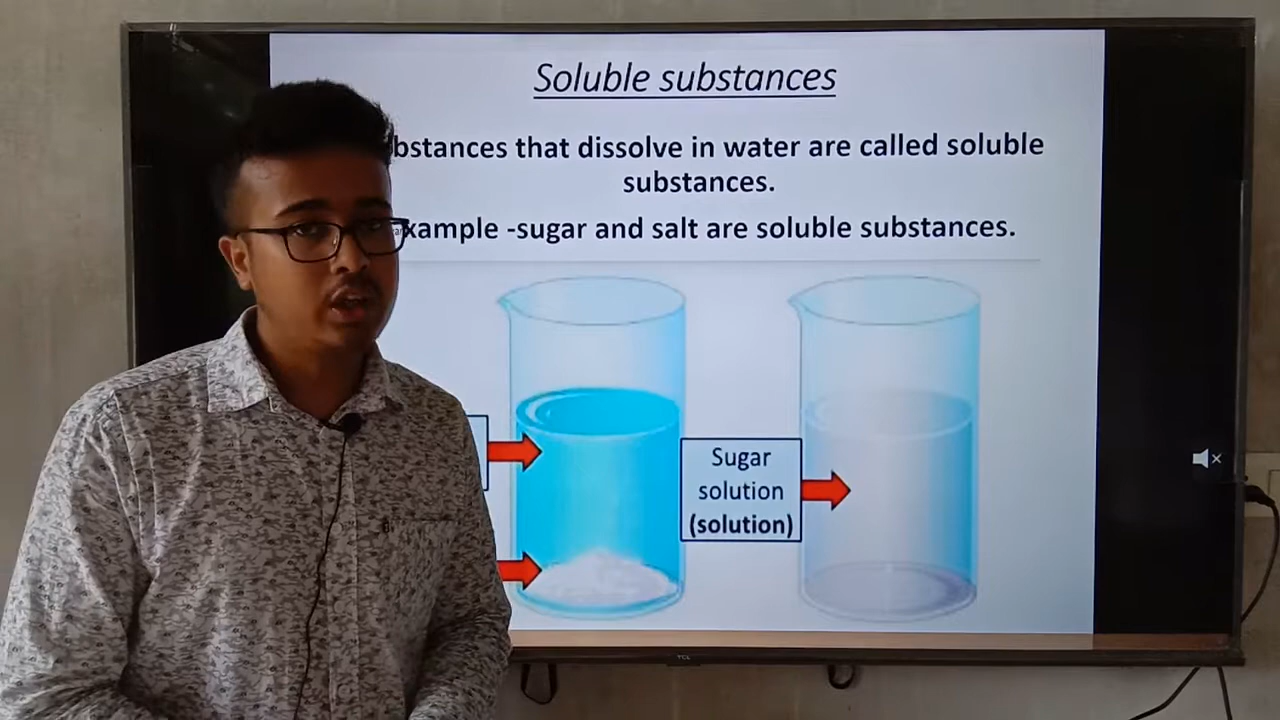 Soluble substances
bstances that dissolve in water are called soluble
substances.
xample -sugar and salt are soluble substances.
Sugar
solution
(solution)
TCL